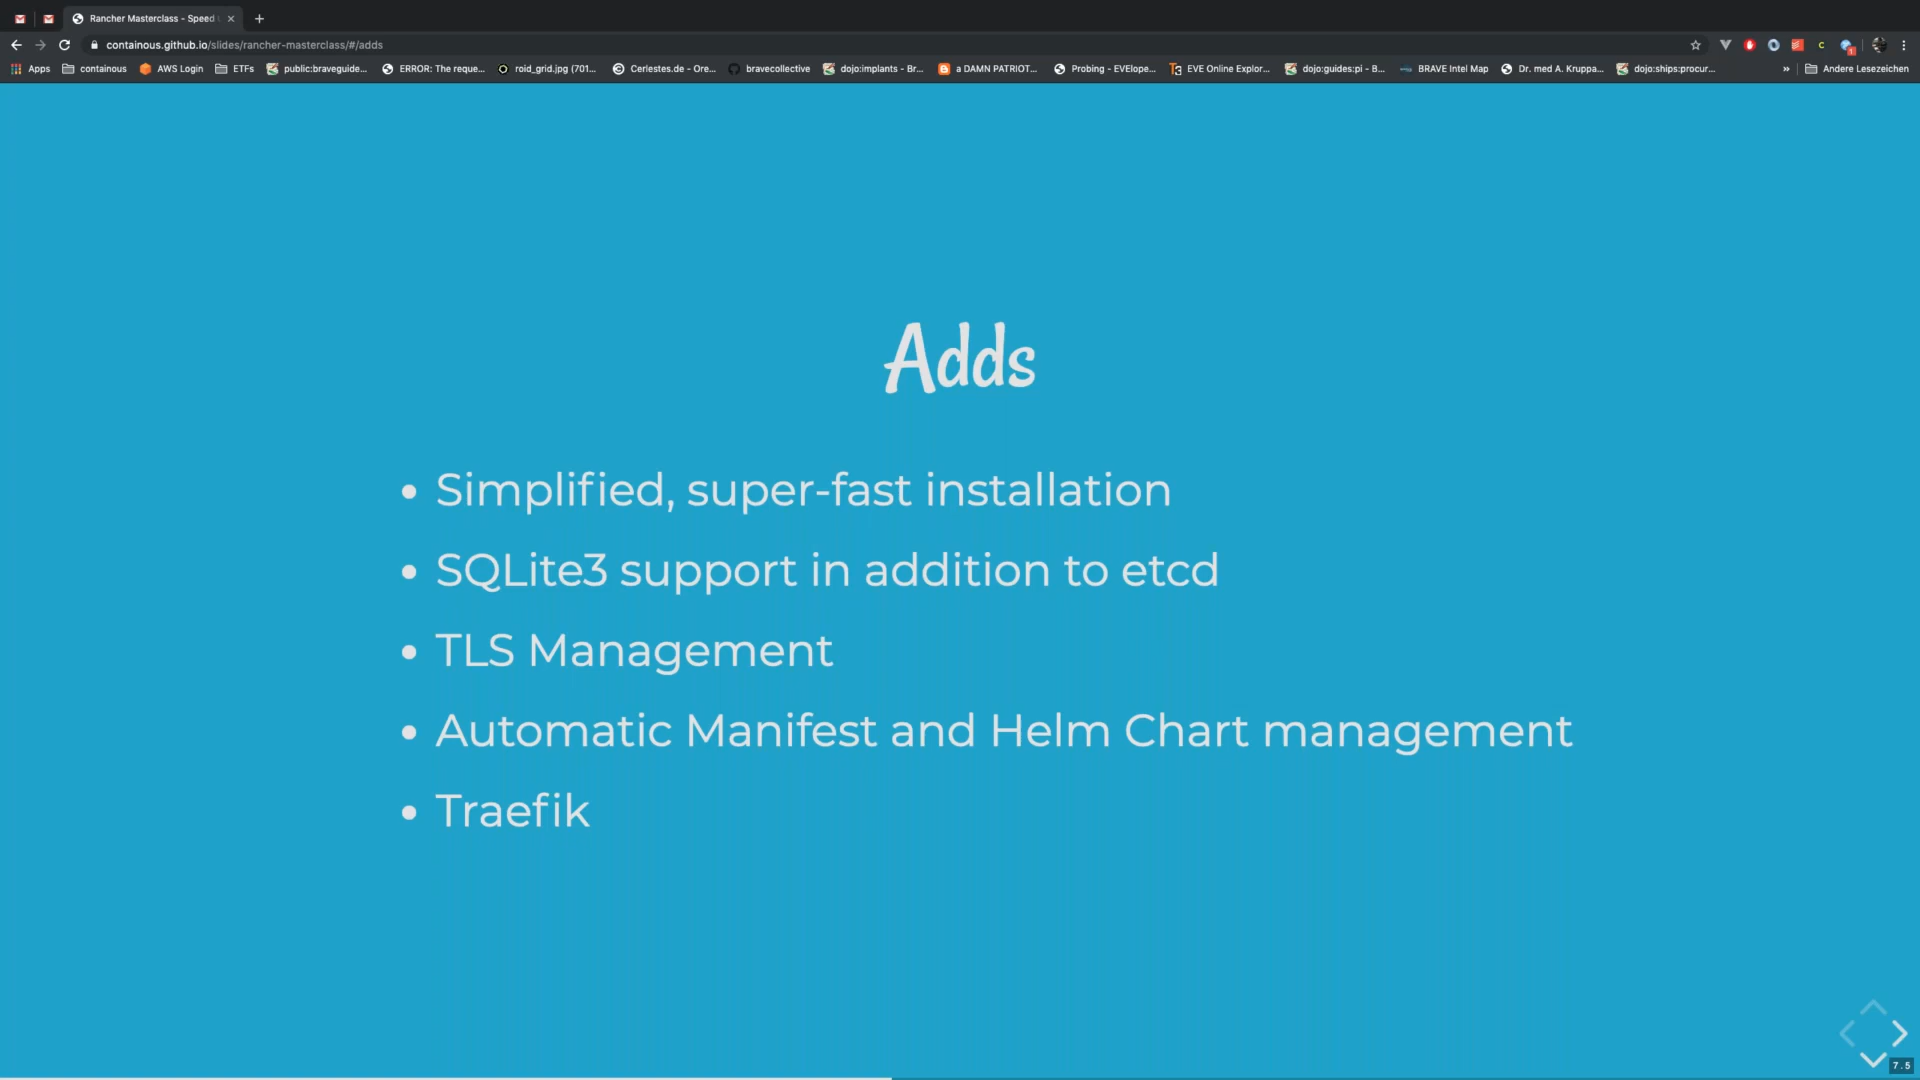 Rancher Masterclass - Speed
containous.github.io/slides/rancher-masterclass/#/adds
Apps
containous
AWS Login
ETFs
public:braveguide...
ERROR: The reque...
roid_grid.jpg (701...
Cerlestes.de - Ore...
bravecollective
dojo:implants - Br...
a DAMN PATRIOT...
Probing - EVElope...
EVE Online Explor...
dojo:guides:pi - B...
BRAVE Intel Map
Dr. med A. Kruppa...
dojo:ships:procur...
»
Andere Lesezeichen
Adds
• Simplified, super-fast installation
• SQLite3 support in addition to etcd
• TLS Management
• Automatic Manifest and Helm Chart management
• Traefik
7.5